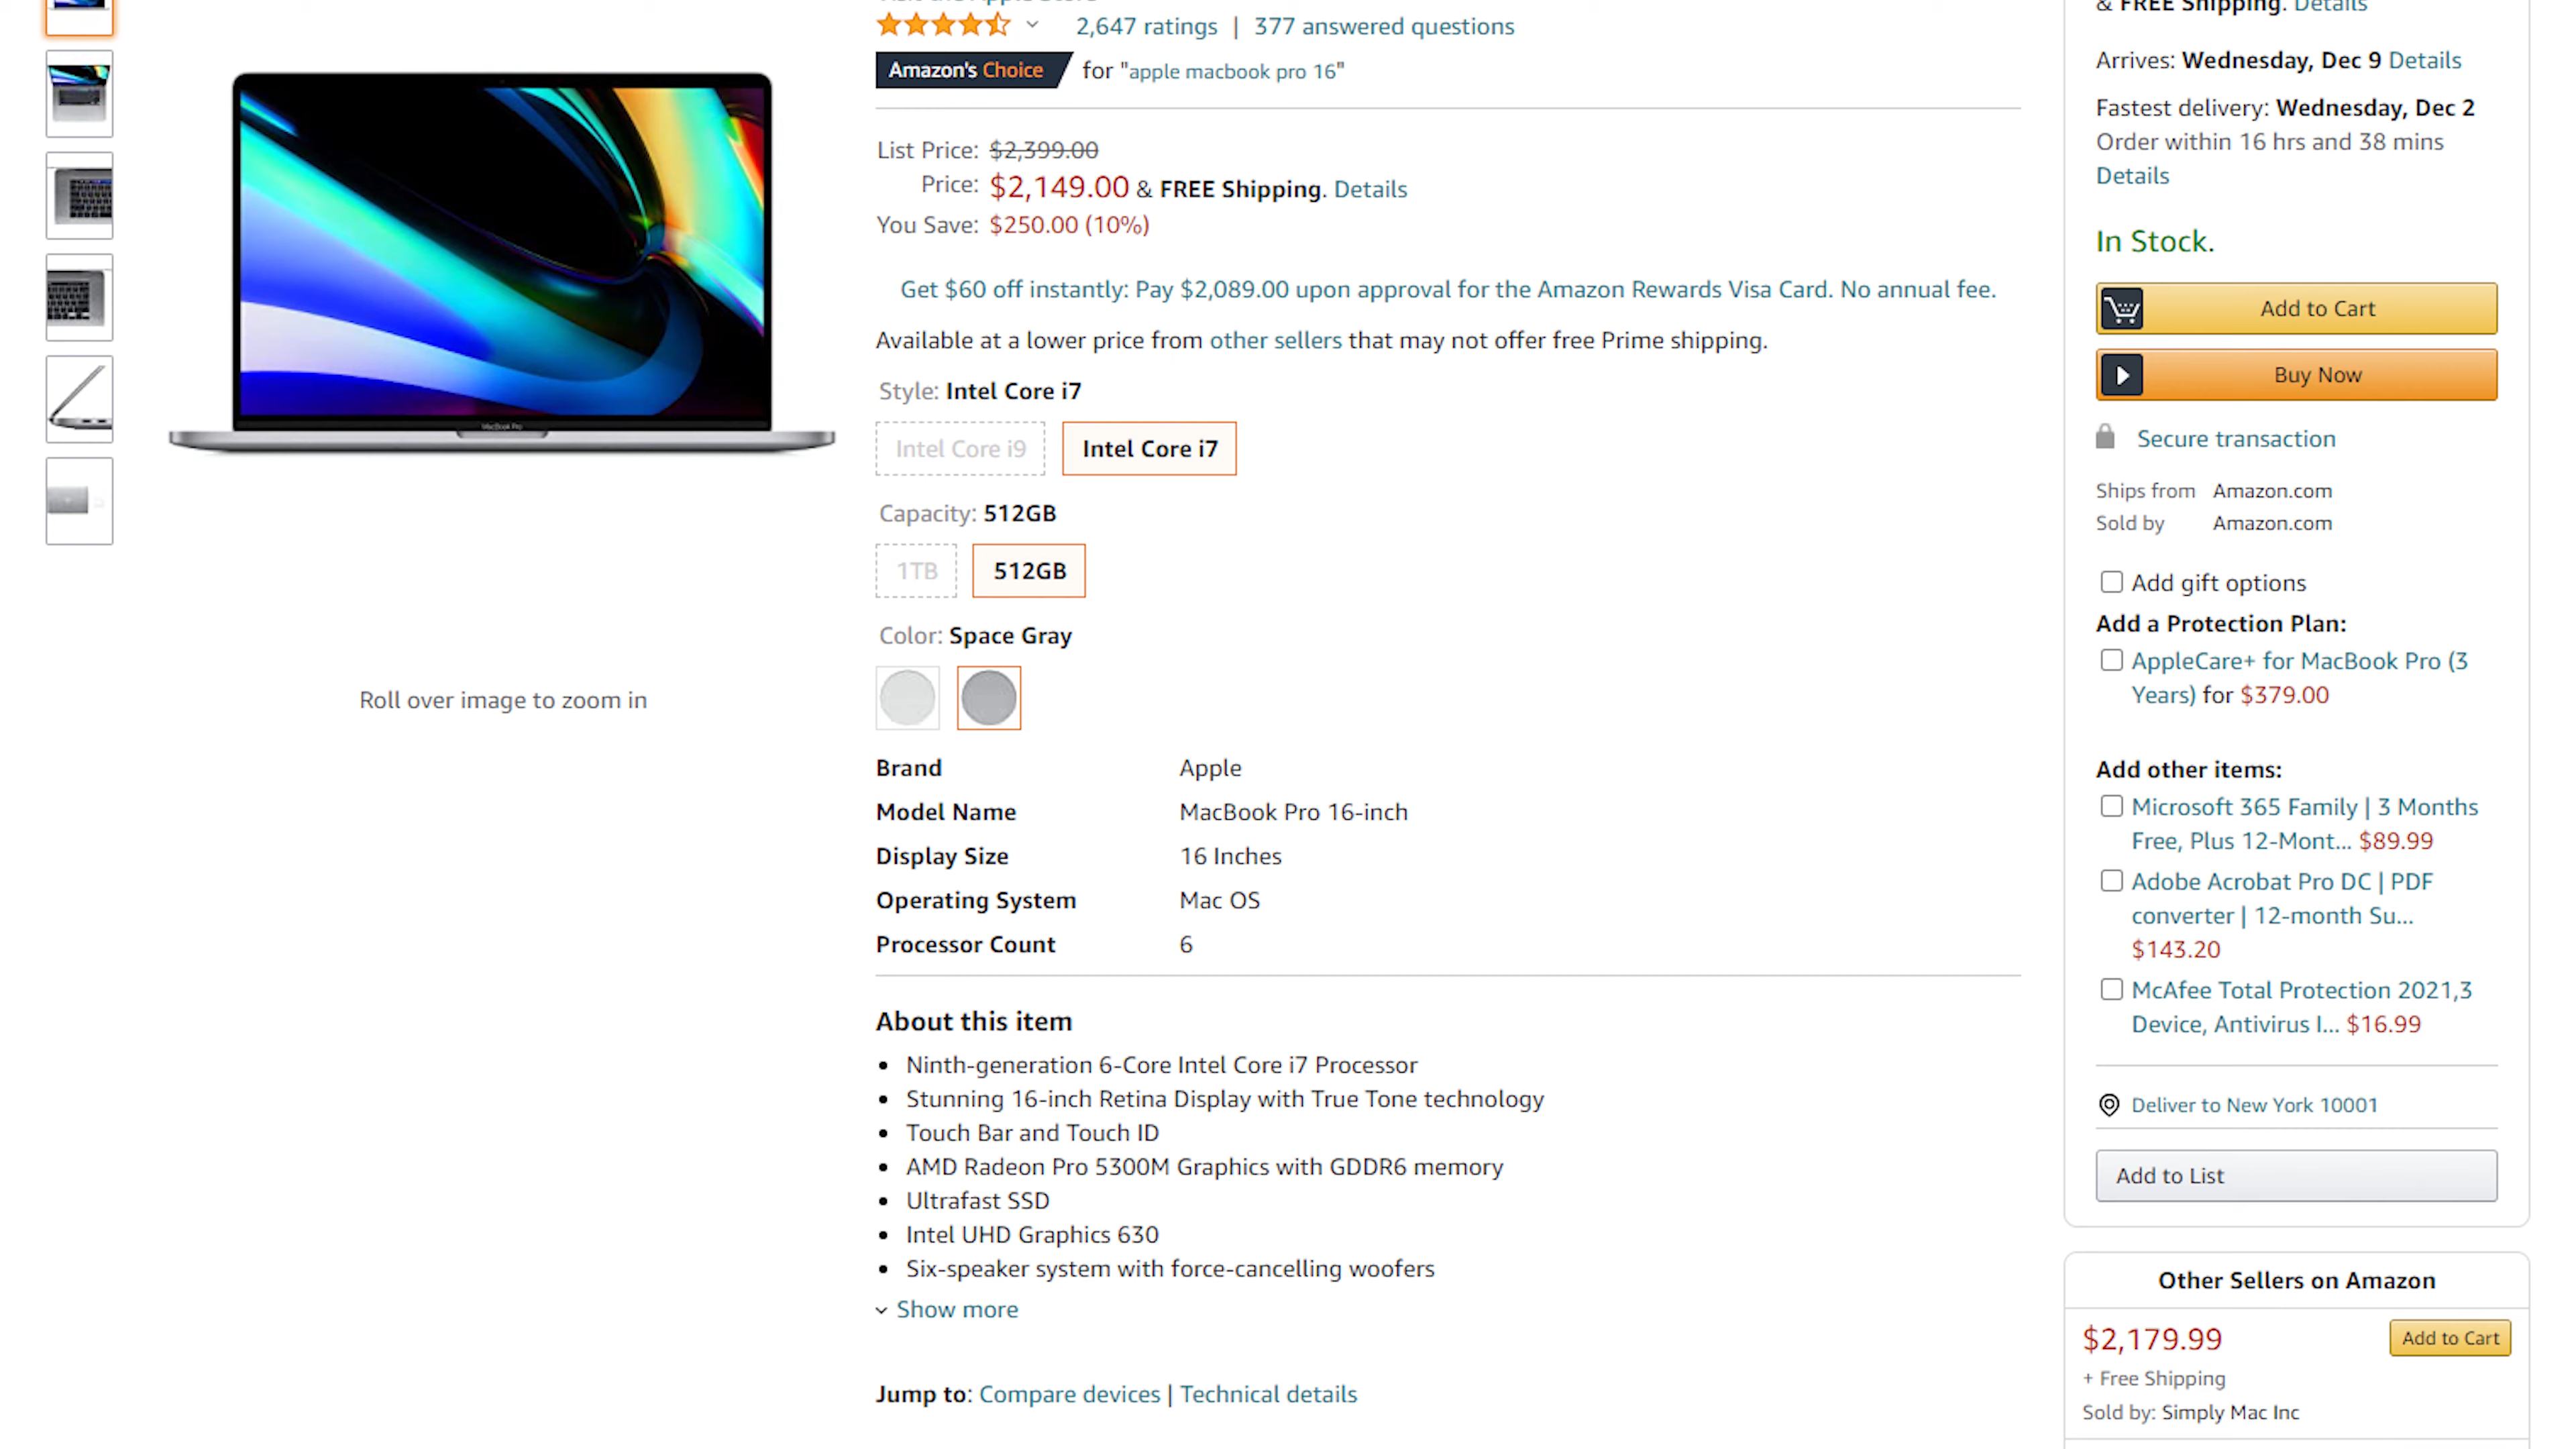 2,647 ratings | 377 answered questions
Amazon's Choice for "apple macbook pro 16"
List Price: $2,399.00
Price: $2,149.00 & FREE Shipping. Details
You Save: $250.00 (10%)
Get $60 off instantly: Pay $2,089.00 upon approval for the Amazon Rewards Visa Card. No annual fee.
Available at a lower price from other sellers that may not offer free Prime shipping.
Style: Intel Core i7
Intel Core i9 Intel Core i7
Capacity: 512GB
1TB 512GB
Color: Space Gray
MacBook Pro
Roll over image to zoom in
Brand Apple
Model Name MacBook Pro 16-inch
Display Size 16 Inches
Operating System Mac OS
Processor Count 6
About this item
• Ninth-generation 6-Core Intel Core i7 Processor
• Stunning 16-inch Retina Display with True Tone technology
• Touch Bar and Touch ID
• AMD Radeon Pro 5300M Graphics with GDDR6 memory
• Ultrafast SSD
• Intel UHD Graphics 630
• Six-speaker system with force-cancelling woofers
Show more
Jump to: Compare devices | Technical details
& FREE Shipping. Details
Arrives: Wednesday, Dec 9 Details
Fastest delivery: Wednesday, Dec 2
Order within 16 hrs and 38 mins
Details
In Stock.
Add to Cart
Buy Now
Secure transaction
Ships from Amazon.com
Sold by Amazon.com
Add gift options
Add a Protection Plan:
AppleCare+ for MacBook Pro (3
Years) for $379.00
Add other items:
Microsoft 365 Family | 3 Months
Free, Plus 12-Mont... $89.99
Adobe Acrobat Pro DC | PDF
converter | 12-month Su...
$143.20
McAfee Total Protection 2021,3
Device, Antivirus I... $16.99
Deliver to New York 10001
Add to List
Other Sellers on Amazon
$2,179.99 Add to Cart
+ Free Shipping
Sold by: Simply Mac Inc